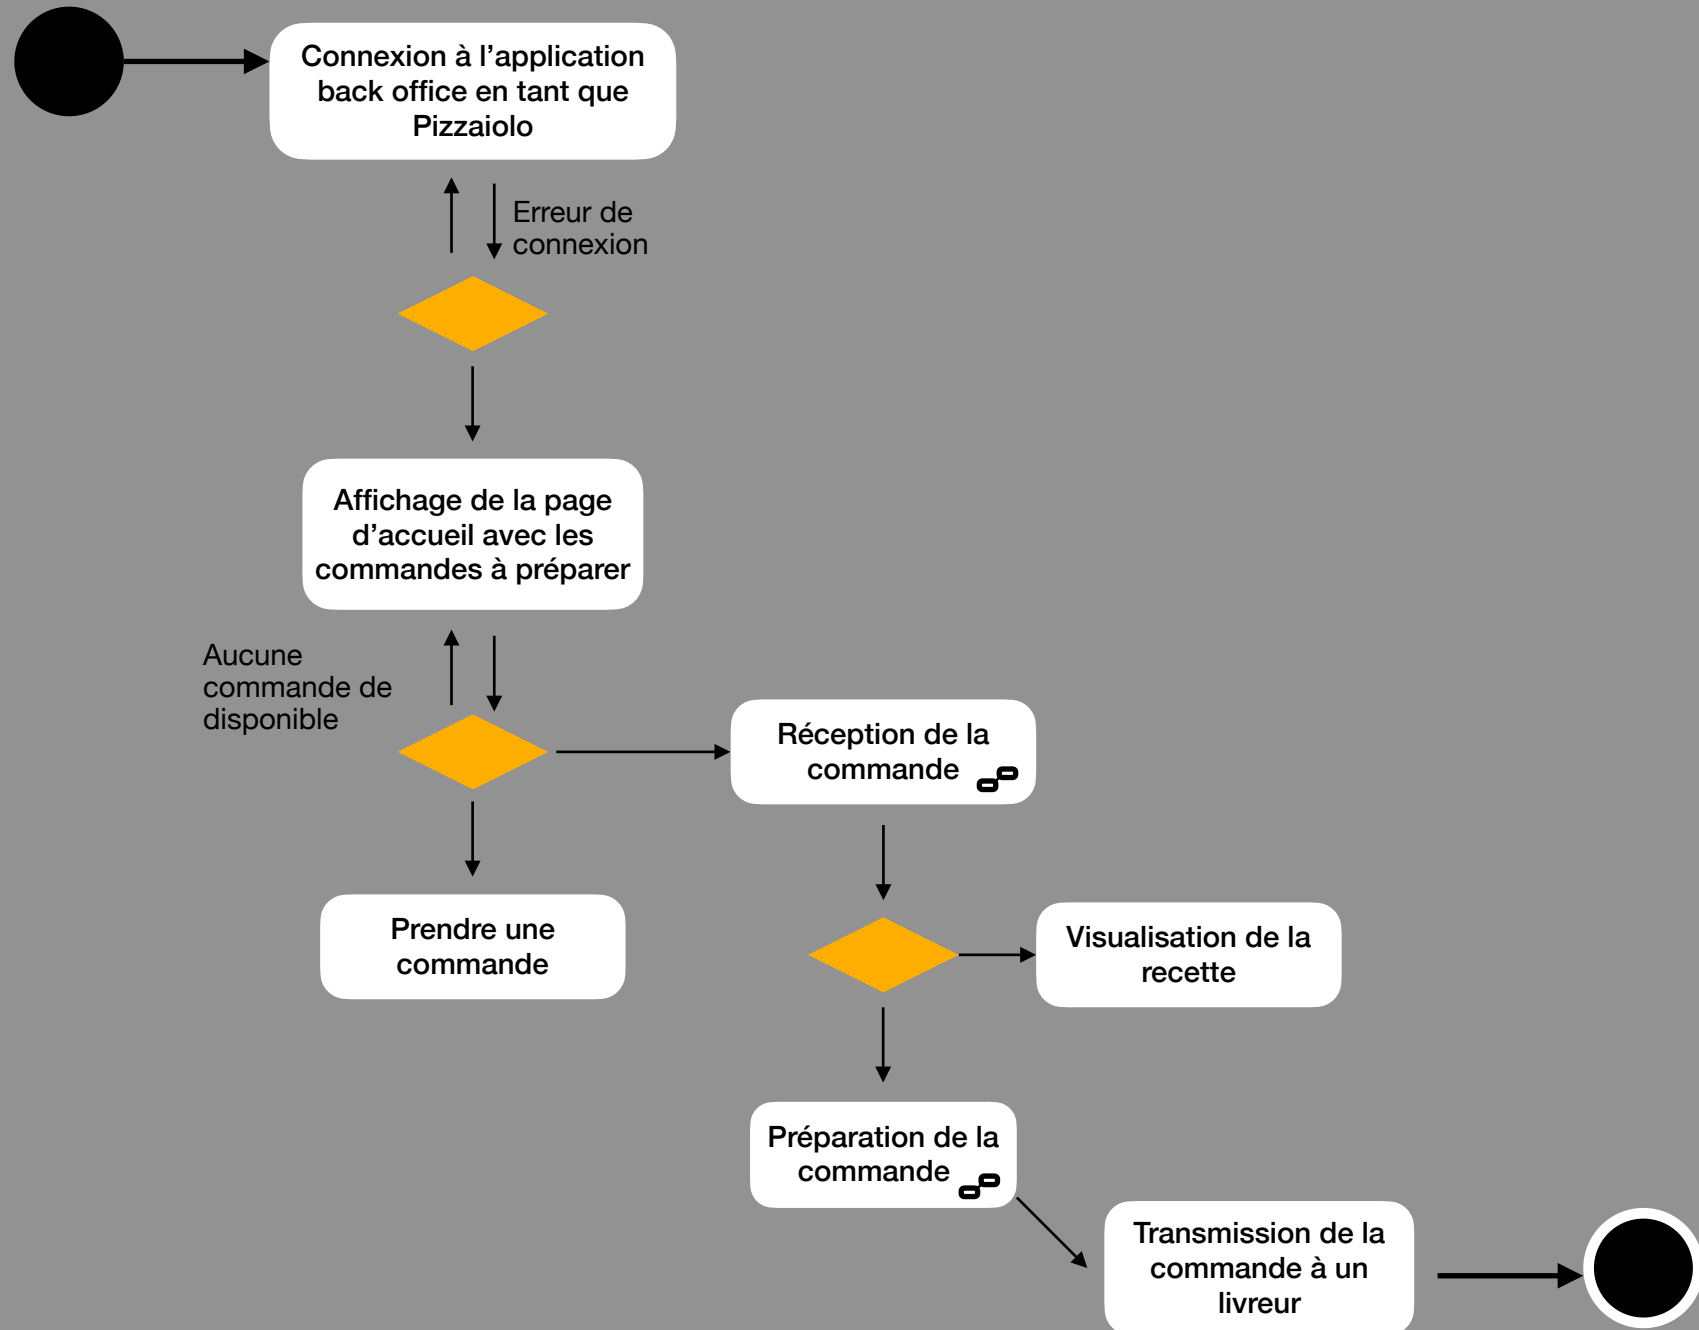 Connexion à l’application
back office en tant que
Pizzaiolo
Erreur de
connexion
Affichage de la page
d’accueil avec les
commandes à préparer
Aucune
commande de
disponible
Réception de la
commande
Prendre une
commande
Visualisation de la
recette
Préparation de la
commande
Transmission de la
commande à un
livreur